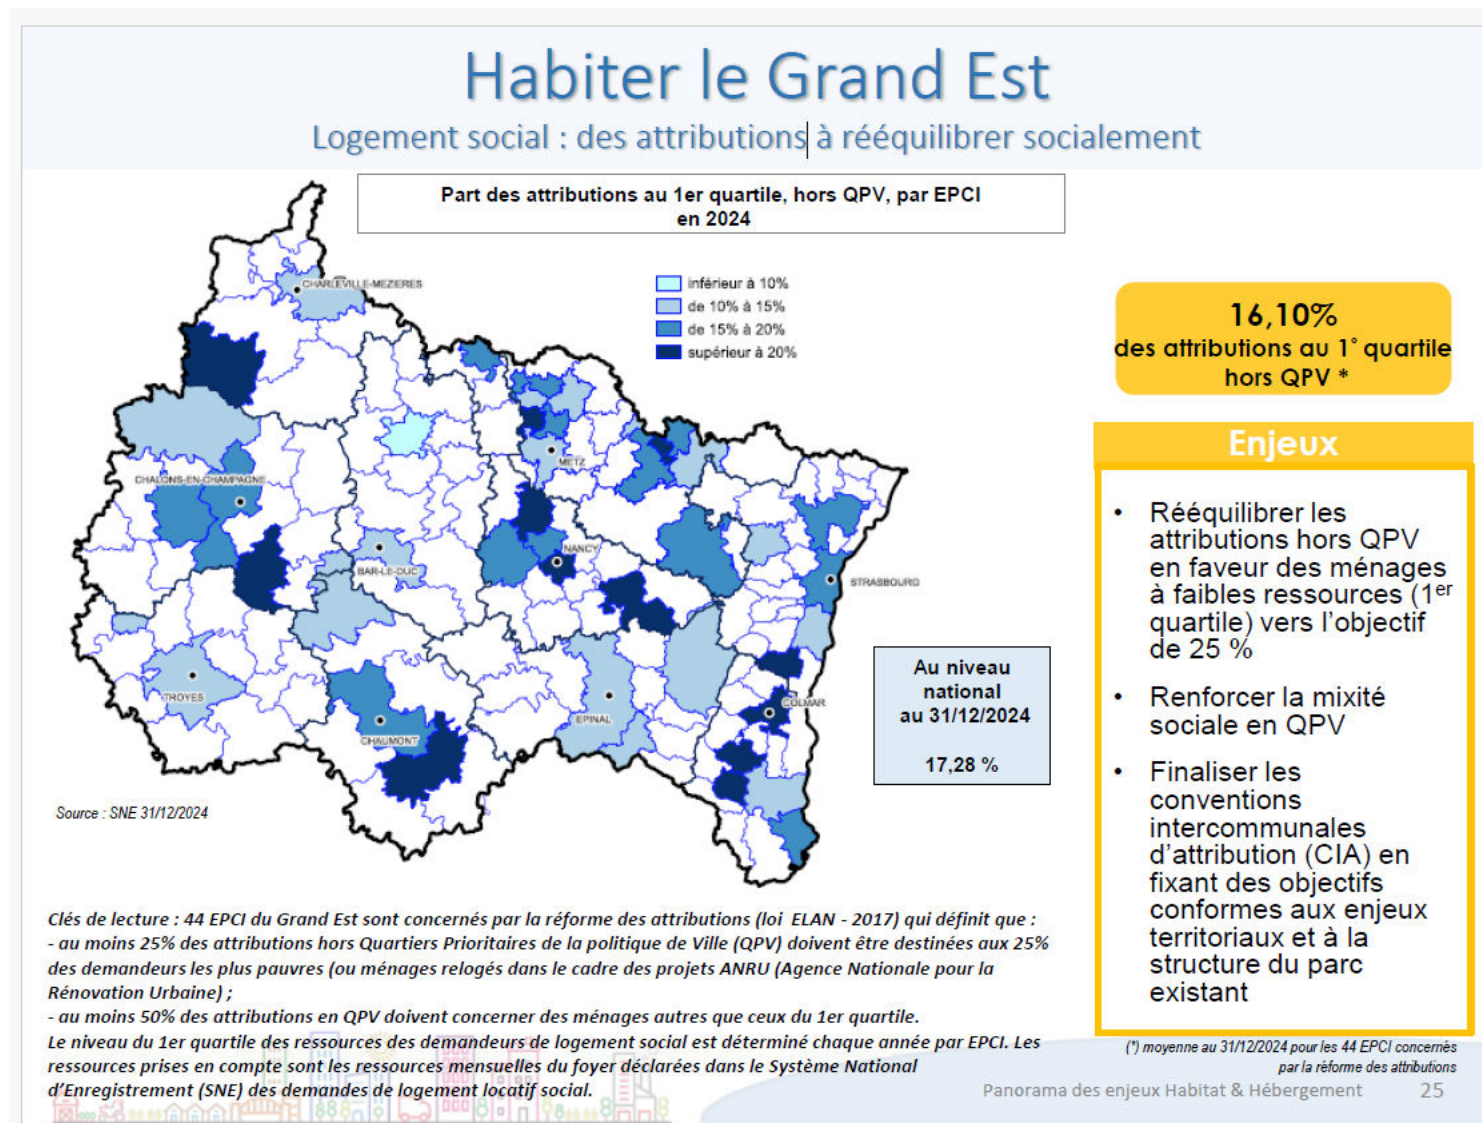 Habiter le Grand Est
Logement social : des attributions à rééquilibrer socialement
Part des attributions au 1er quartile, hors QPV, par EPCI
en 2024
inférieur à 10%
de 10% à 15%
de 15% à 20%
supérieur à 20%
CHARLEVILLE-MEZIERES
CHALONS-EN-CHAMPAGNE
METZ
BAR-LE-DUC
NANCY
STRASBOURG
TROYES
CHAUMONT
EPINAL
COLMAR
Au niveau
national
au 31/12/2024
17,28 %
Source : SNE 31/12/2024
16,10%
des attributions au 1° quartile
hors QPV *
Enjeux
• Rééquilibrer les
attributions hors QPV
en faveur des ménages
à faibles ressources (1er
quartile) vers l’objectif
de 25 %
• Renforcer la mixité
sociale en QPV
• Finaliser les
conventions
intercommunales
d’attribution (CIA) en
fixant des objectifs
conformes aux enjeux
territoriaux et à la
structure du parc
existant
Clés de lecture : 44 EPCI du Grand Est sont concernés par la réforme des attributions (loi ELAN - 2017) qui définit que :
- au moins 25% des attributions hors Quartiers Prioritaires de la politique de Ville (QPV) doivent être destinées aux 25%
des demandeurs les plus pauvres (ou ménages relogés dans le cadre des projets ANRU (Agence Nationale pour la
Rénovation Urbaine) ;
- au moins 50% des attributions en QPV doivent concerner des ménages autres que ceux du 1er quartile.
Le niveau du 1er quartile des ressources des demandeurs de logement social est déterminé chaque année par EPCI. Les
ressources prises en compte sont les ressources mensuelles du foyer déclarées dans le Système National
d’Enregistrement (SNE) des demandes de logement locatif social.
(*) moyenne au 31/12/2024 pour les 44 EPCI concernés
par la réforme des attributions
Panorama des enjeux Habitat & Hébergement 25